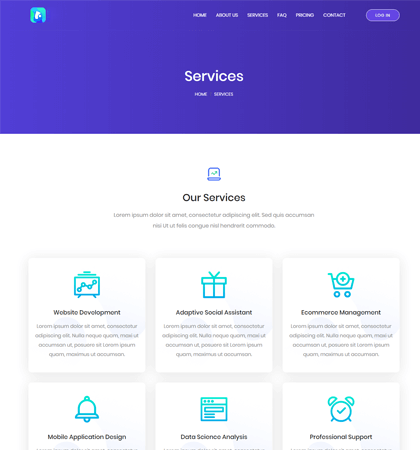 HOME ABOUT US SERVICES FAQ PRICING CONTACT LOG IN
Services
HOME SERVICES
Our Services
Lorem ipsum dolor sit amet, consectetur adipiscing elit. Sed quis accumsan
nisi Ut ut felis congue nisl hendrerit commodo.
Website Development
Lorem ipsum dolor sit amet, consectetur
adipiscing elit. Nulla neque quam, maxi ut
accumsan ut, posuere sit Lorem ipsum
quam, maximus ut accumsan.
Adaptive Social Assistant
Lorem ipsum dolor sit amet, consectetur
adipiscing elit. Nulla neque quam, maxi ut
accumsan ut, posuere sit Lorem ipsum
quam, maximus ut accumsan.
Ecommerce Management
Lorem ipsum dolor sit amet, consectetur
adipiscing elit. Nulla neque quam, maxi ut
accumsan ut, posuere sit Lorem ipsum
quam, maximus ut accumsan.
Mobile Application Design
Data Science Analysis
Professional Support